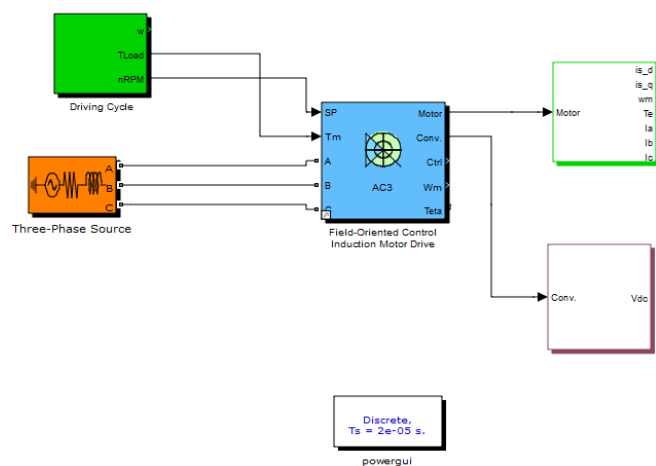 w
TLoad
nRPM
Driving Cycle
A
B
C
Three-Phase Source
SP
Tm
A
B
C
Motor
Conv.
Ctrl
Wm
Teta
AC3
Field-Oriented Control
Induction Motor Drive
Motor
is_d
is_q
wm
Te
Ia
Ib
Ic
Conv.
Vdc
Discrete,
Ts = 2e-05 s.
powergui